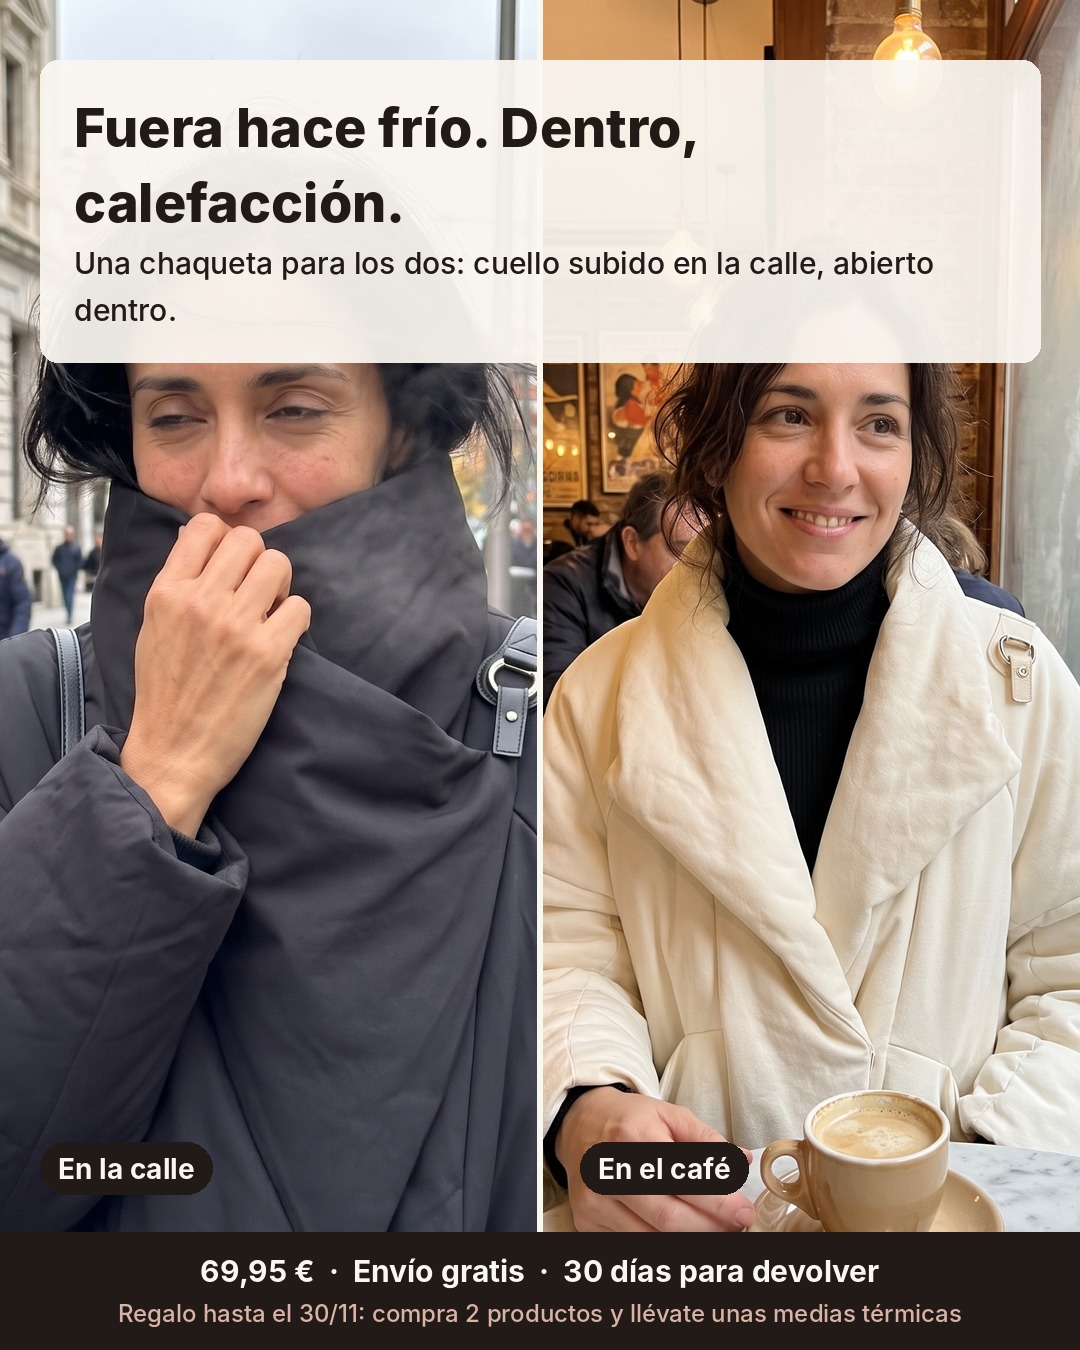 Fuera hace frío. Dentro,
calefacción.
Una chaqueta para los dos: cuello subido en la calle, abierto
dentro.
En la calle
En el café
69,95 € · Envío gratis · 30 días para devolver
Regalo hasta el 30/11: compra 2 productos y llévate unas medias térmicas